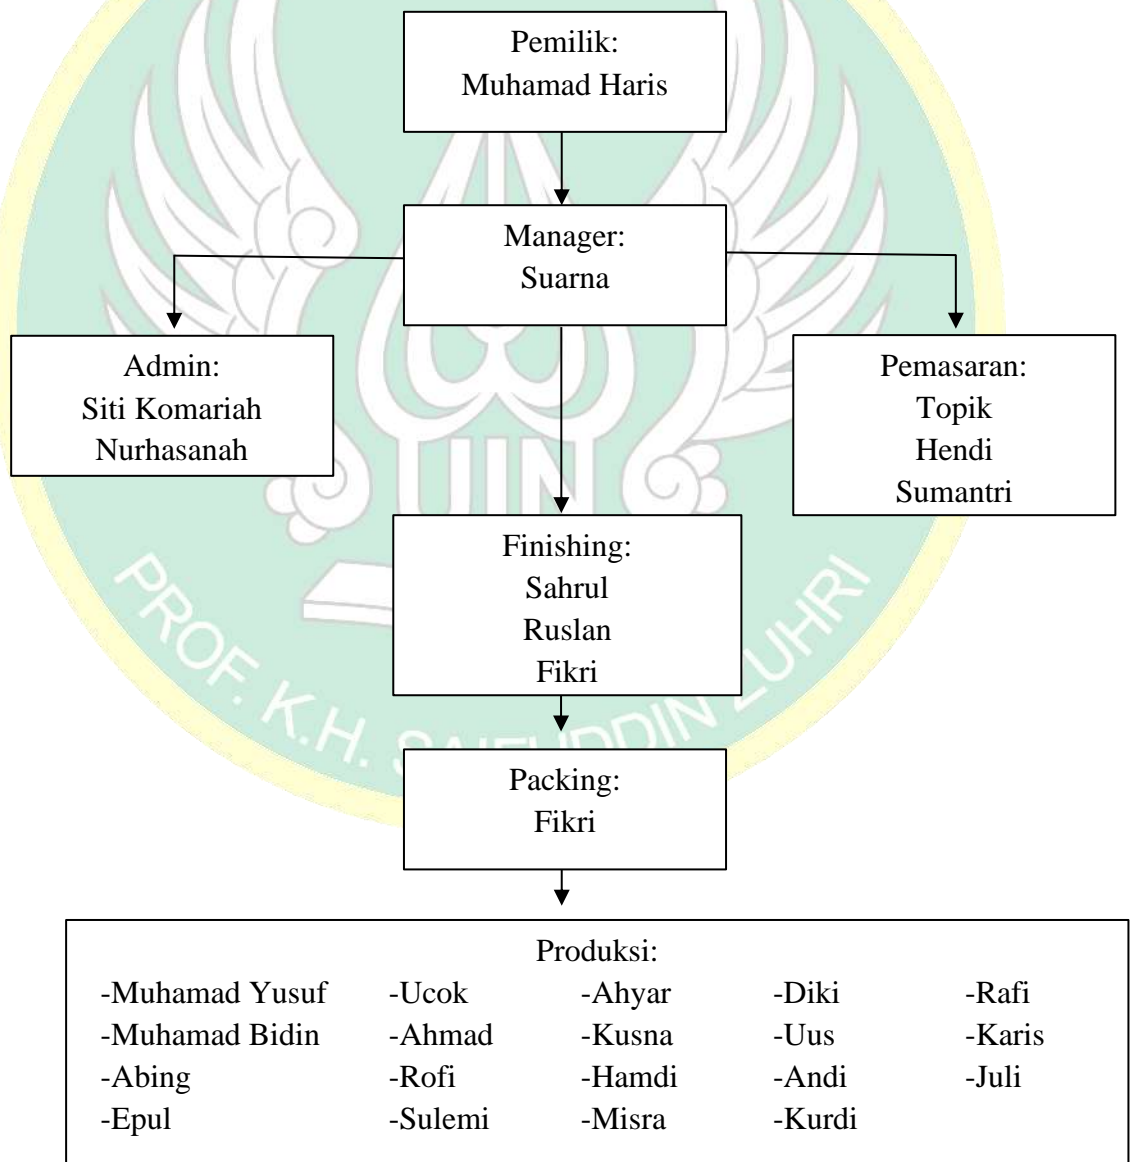 Pemilik:
Muhamad Haris
Manager:
Suarna
Admin:
Siti Komariah
Nurhasanah
Pemasaran:
Topik
Hendi
Sumantri
UIN
Finishing:
Sahrul
Ruslan
Fikri
PROF. K.H. SAIFUDDIN ZUHRI
Packing:
Fikri
Produksi:
-Muhamad Yusuf -Ucok -Ahyar -Diki -Rafi
-Muhamad Bidin -Ahmad -Kusna -Uus -Karis
-Abing -Rofi -Hamdi -Andi -Juli
-Epul -Sulemi -Misra -Kurdi